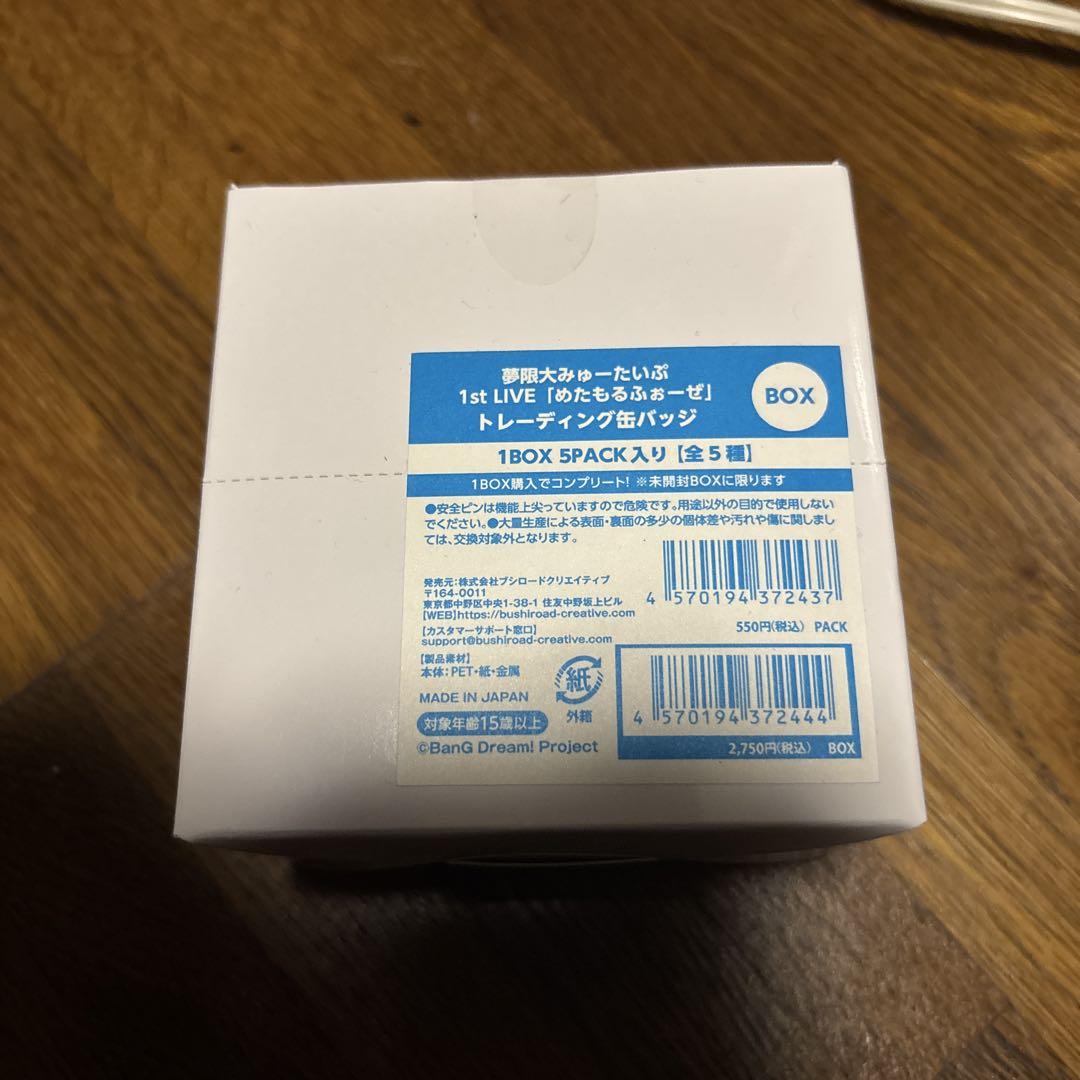 夢限大みゅーたいぷ
1st LIVE「めたもるふぉーぜ」
トレーディング缶バッジ
BOX
1BOX 5PACK入り【全5種】
1BOX購入でコンプリート! ※未開封BOXに限ります
●安全ピンは機能上尖っていますので危険です。用途以外の目的で使用しない
でください。●大量生産による表面・裏面の多少の個体差や汚れや傷に関しまし
ては、交換対象外となります。
発売元:株式会社ブシロードクリエイティブ
〒164-0011
東京都中野区中央1-38-1 住友中野坂上ビル
【WEB】https://bushiroad-creative.com
【カスタマーサポート窓口】
support@bushiroad-creative.com
【製品素材】
本体:PET・紙・金属
MADE IN JAPAN
対象年齢15歳以上
©BanG Dream! Project
紙
外箱
4 570194 372437
550円(税込) PACK
4 570194 372444
2,750円(税込) BOX